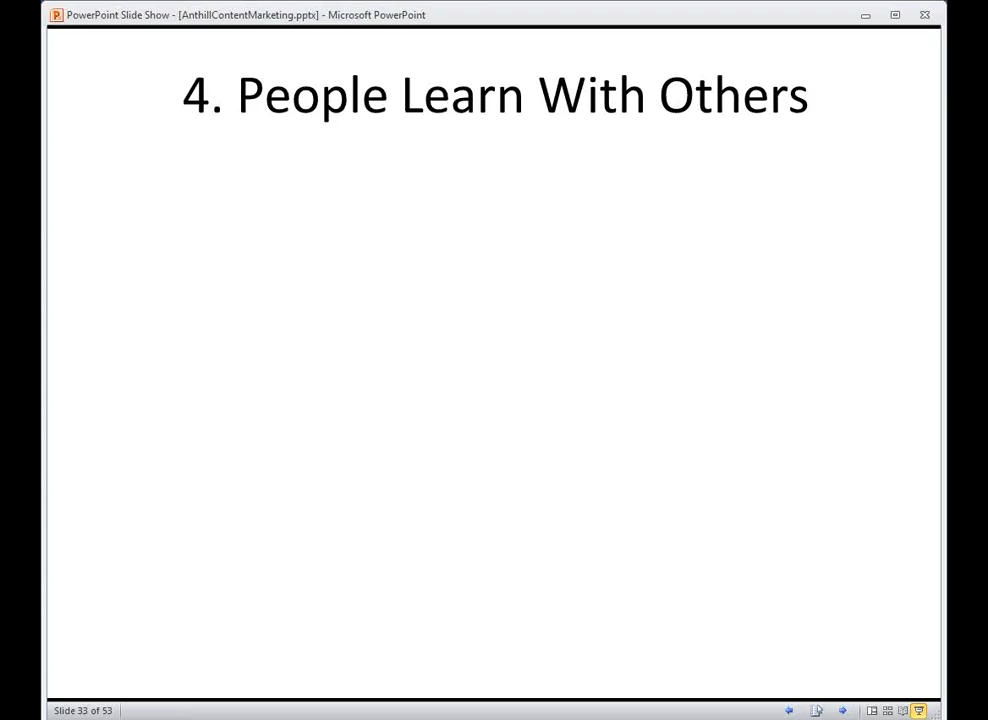 PowerPoint Slide Show - [AnthillContentMarketing.pptx] - Microsoft PowerPoint
4. People Learn With Others
Slide 33 of 53